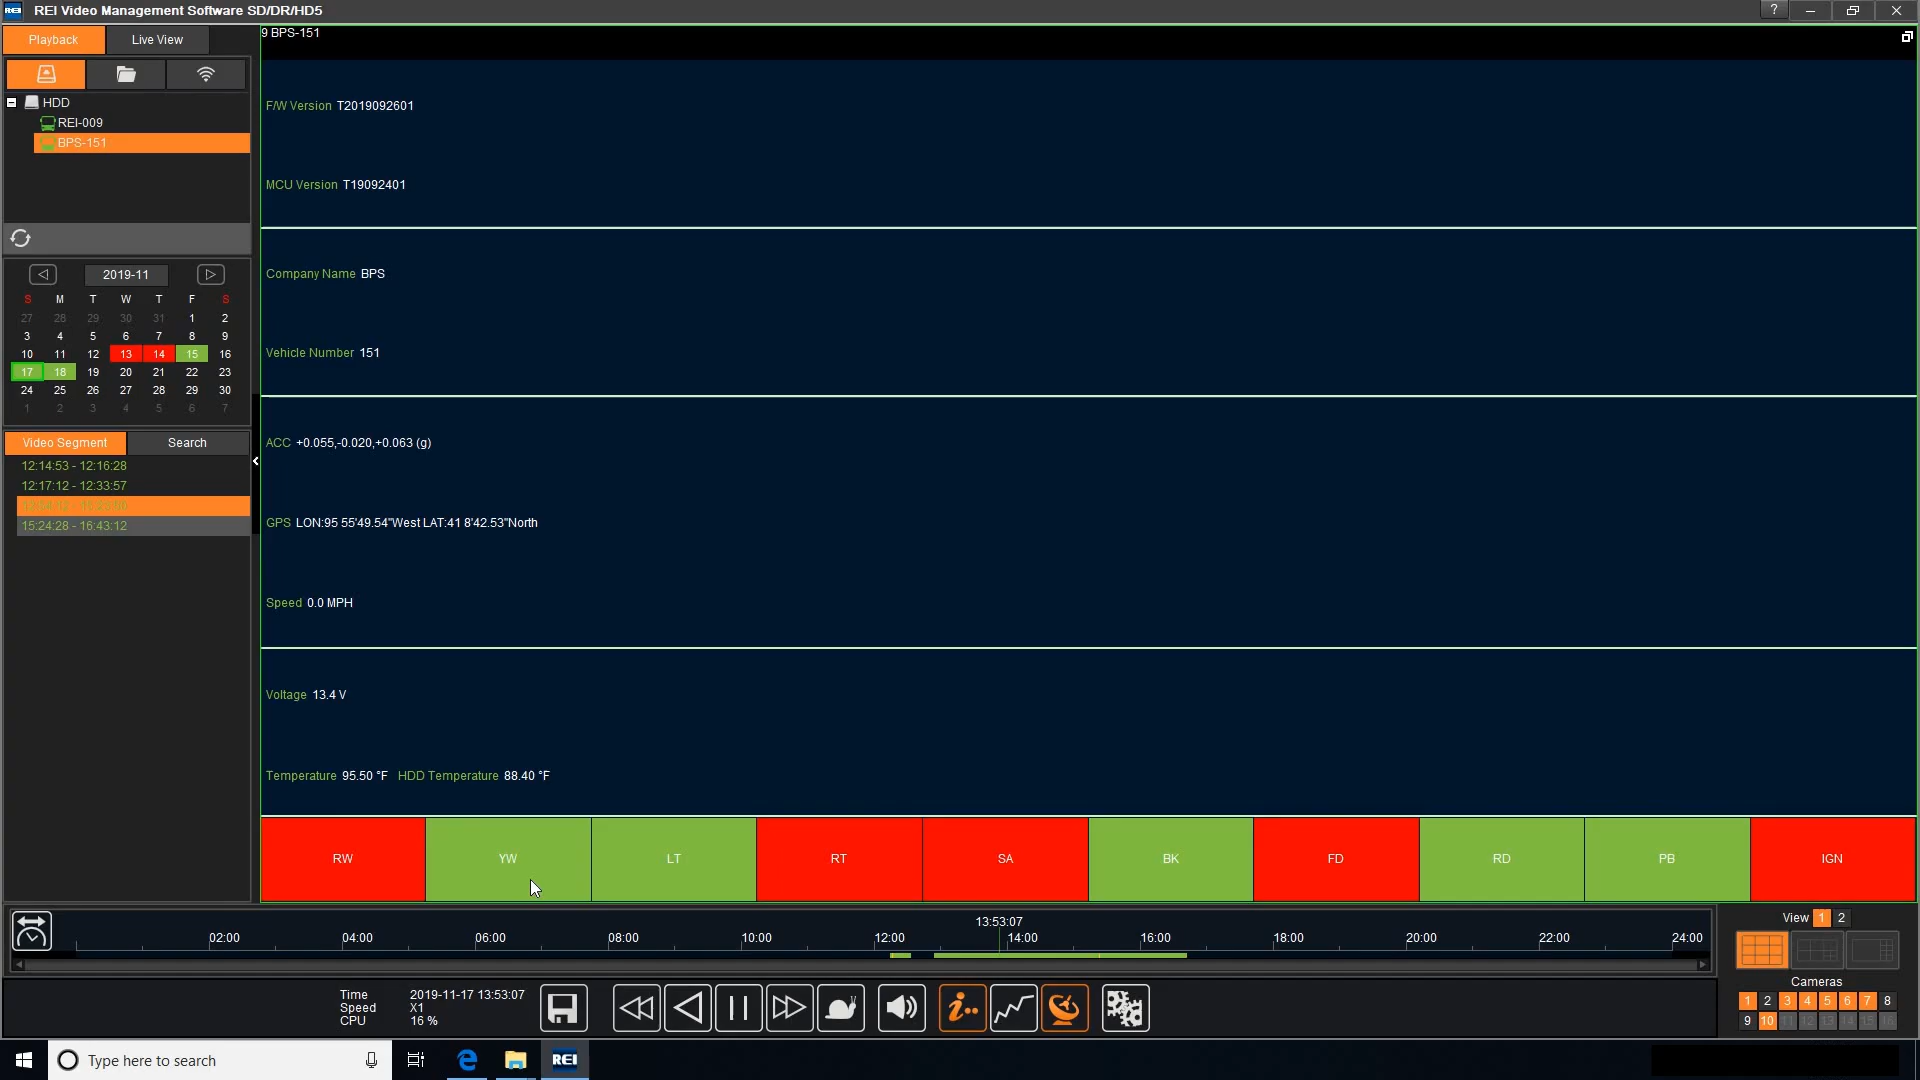 REI REI Video Management Software SD/DR/HD5 ?
Playback Live View
9 BPS-151
HDD
REI-009
BPS-151
F/W Version T2019092601
MCU Version T19092401
Company Name BPS
Vehicle Number 151
2019-11
S M T W T F S
27 28 29 30 31 1 2
3 4 5 6 7 8 9
10 11 12 13 14 15 16
17 18 19 20 21 22 23
24 25 26 27 28 29 30
1 2 3 4 5 6 7
Video Segment Search
12:14:53 - 12:16:28
12:17:12 - 12:33:57
15:24:28 - 16:43:12
ACC +0.055,-0.020,+0.063 (g)
GPS LON:95 55'49.54"West LAT:41 8'42.53"North
Speed 0.0 MPH
Voltage 13.4 V
Temperature 95.50 °F HDD Temperature 88.40 °F
RW YW LT RT SA BK FD RD PB IGN
13:53:07
02:00 04:00 06:00 08:00 10:00 12:00 14:00 16:00 18:00 20:00 22:00 24:00
View 1 2
Time 2019-11-17 13:53:07
Speed X1
CPU 16 %
Cameras
1 2 3 4 5 6 7 8
9 10 11 12 13 14 15 16
Type here to search
REI